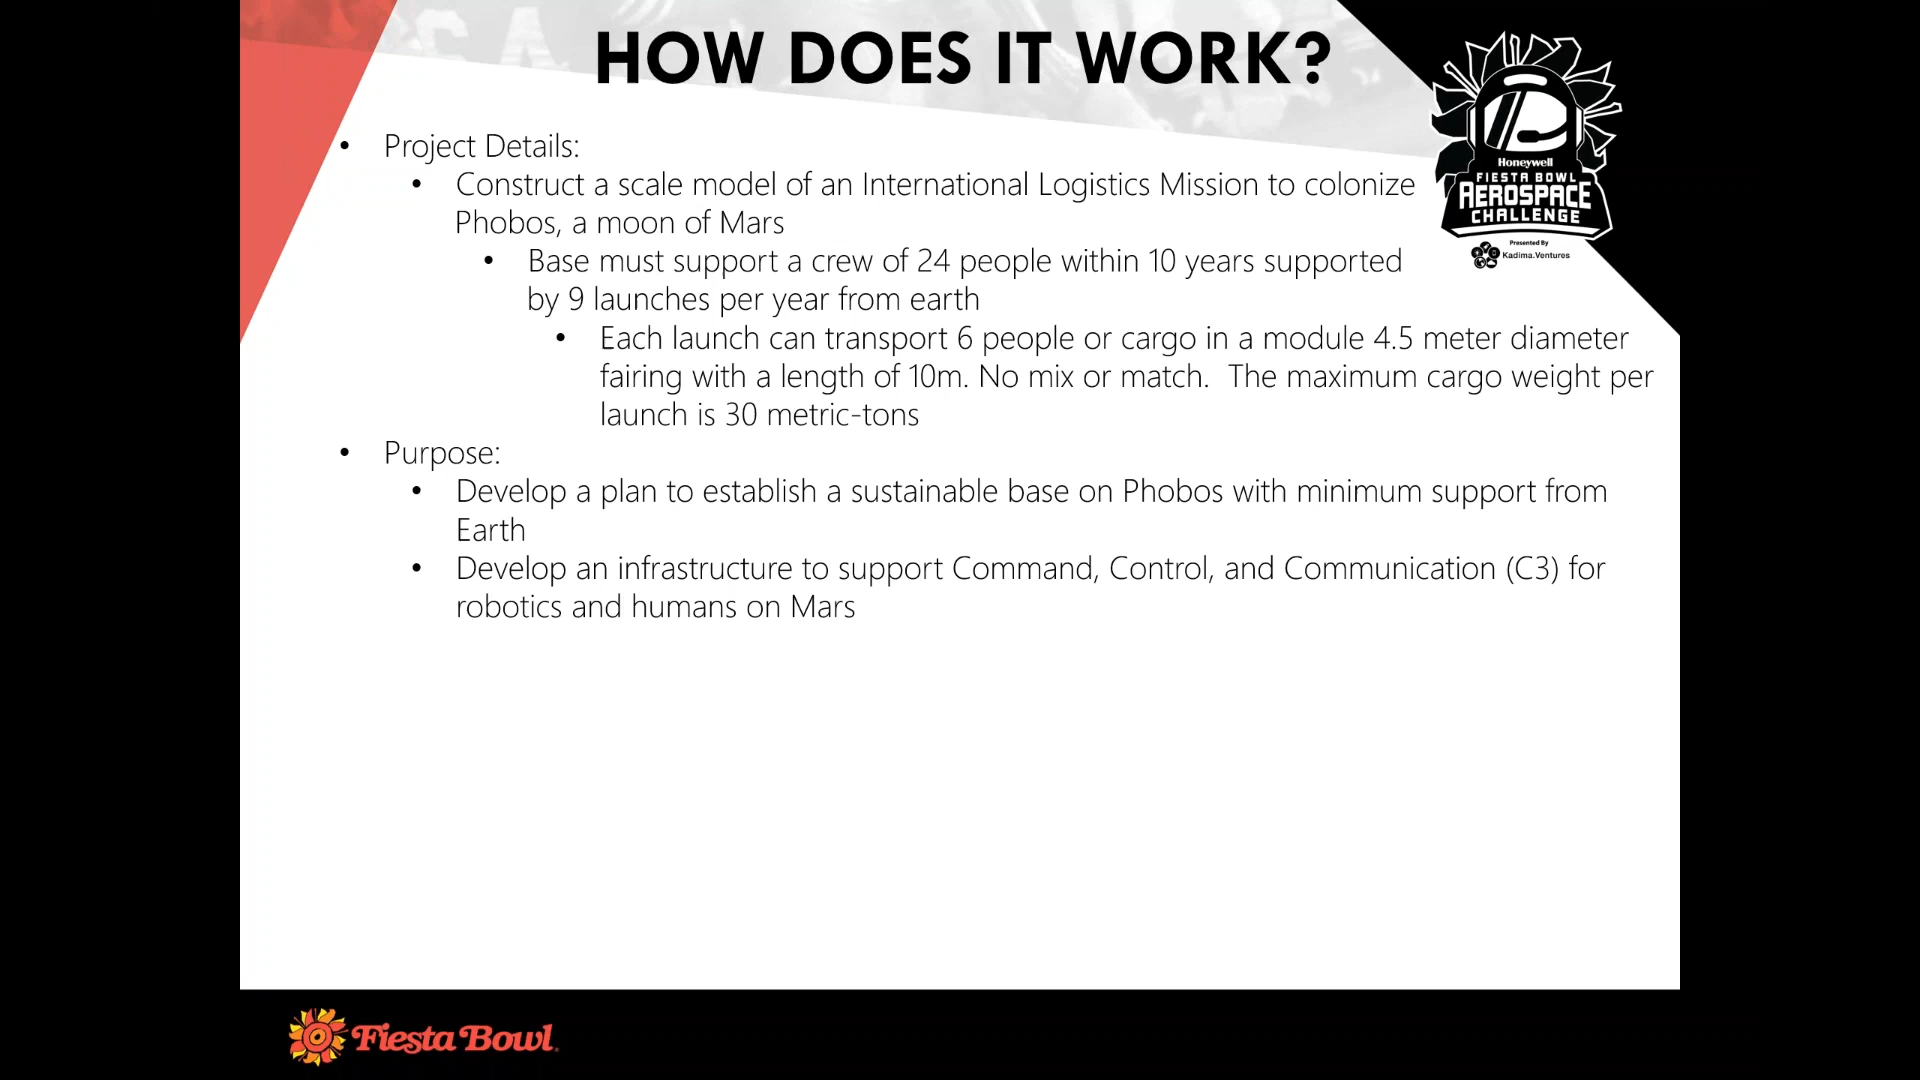 HOW DOES IT WORK?
Honeywell
FIESTA BOWL
AEROSPACE
CHALLENGE
Presented By
Kadima.Ventures
• Project Details:
• Construct a scale model of an International Logistics Mission to colonize
Phobos, a moon of Mars
• Base must support a crew of 24 people within 10 years supported
by 9 launches per year from earth
• Each launch can transport 6 people or cargo in a module 4.5 meter diameter
fairing with a length of 10m. No mix or match.  The maximum cargo weight per
launch is 30 metric-tons
• Purpose:
• Develop a plan to establish a sustainable base on Phobos with minimum support from
Earth
• Develop an infrastructure to support Command, Control, and Communication (C3) for
robotics and humans on Mars
Fiesta Bowl